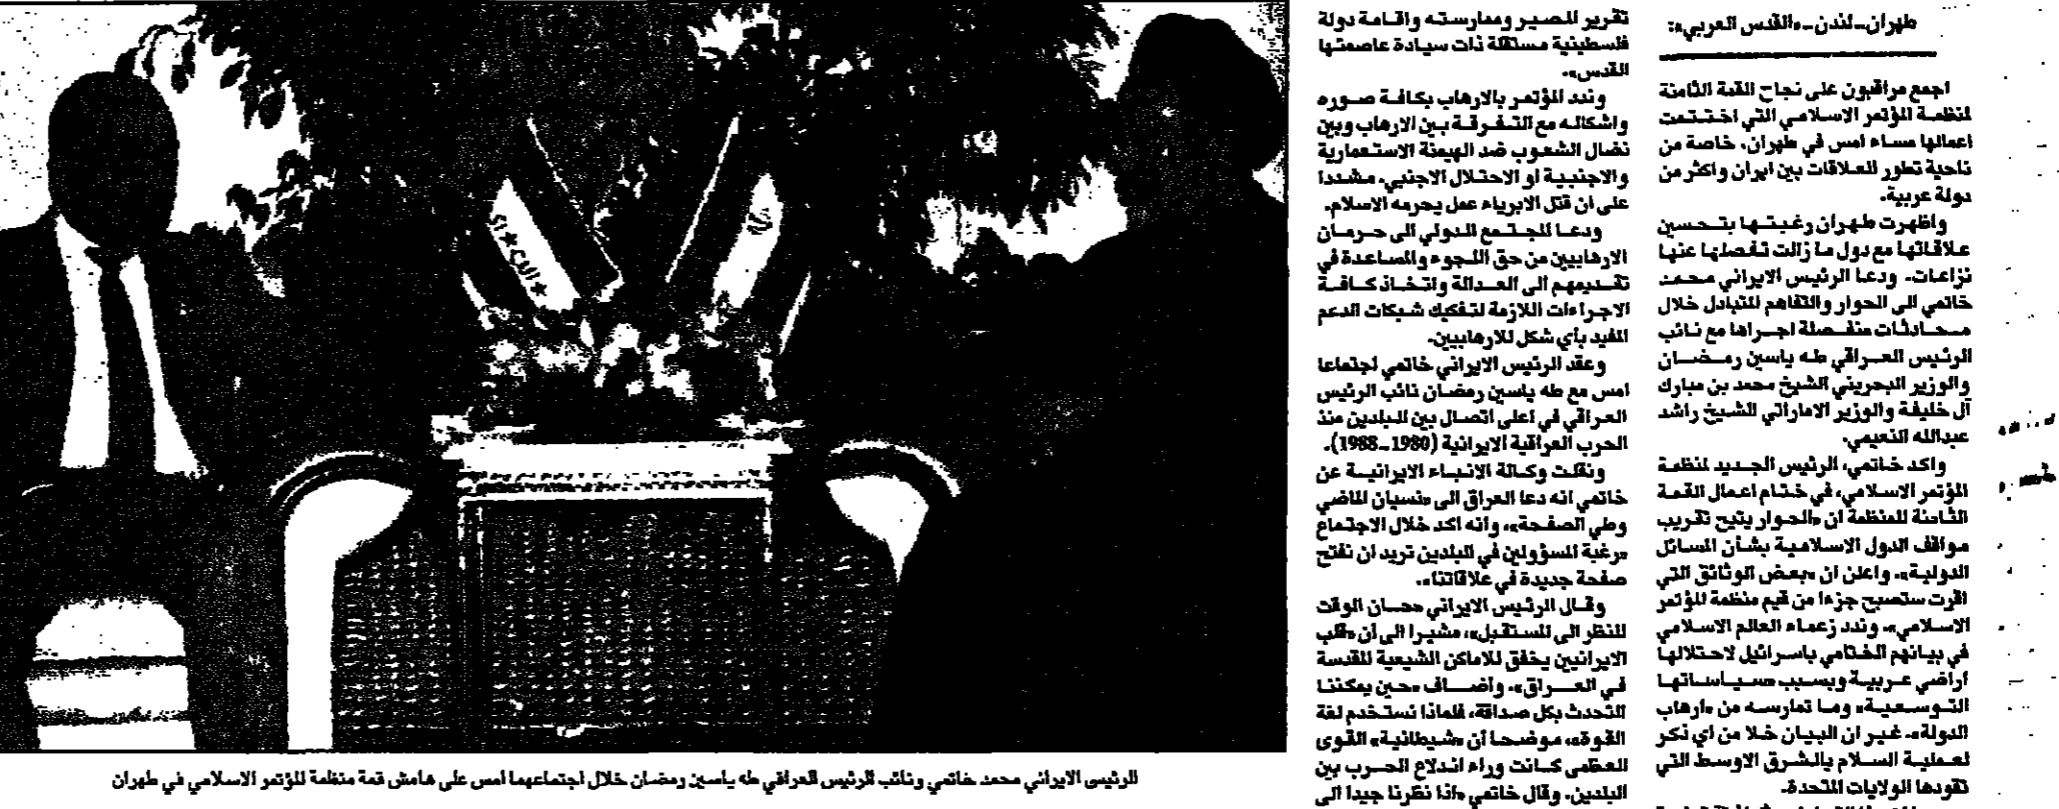 طهران ـ لندن ـ «القدس العربي»:
اجمع مراقبون على نجاح القمة الثامنة
لمنظمة المؤتمر الاسلامي التي اختتمت
اعمالها مساء امس في طهران، خاصة من
ناحية تطور العلاقات بين ايران واكثر من
دولة عربية.
واظهرت طهران رغبتها بتحسين
علاقاتها مع دول ما زالت تفصلها عنها
نزاعات. ودعا الرئيس الايراني محمد
خاتمي الى الحوار والتفاهم المتبادل خلال
محادثات منفصلة اجراها مع نائب
الرئيس العراقي طه ياسين رمضان
والوزير البحريني الشيخ محمد بن مبارك
آل خليفة والوزير الاماراتي الشيخ راشد
عبدالله النعيمي.
واكد خاتمي، الرئيس الجديد لمنظمة
المؤتمر الاسلامي، في ختام اعمال القمة
الثامنة للمنظمة ان «الحوار يتيح تقريب
مواقف الدول الاسلامية بشأن المسائل
الدولية». واعلن ان «بعض الوثائق التي
اقرت ستصبح جزءا من قيم منظمة المؤتمر
الاسلامي». وندد زعماء العالم الاسلامي
في بيانهم الختامي باسرائيل لاحتلالها
أراضي عربية وبسبب «سياساتها
التوسعية» وما تمارسه من «ارهاب
الدولة». غير ان البيان خلا من اي ذكر
لعملية السلام بالشرق الاوسط التي
تقودها الولايات المتحدة.
تقرير المصير وممارسته واقامة دولة
فلسطينية مستقلة ذات سيادة عاصمتها
القدس».
وندد المؤتمر بالارهاب بكافة صوره
واشكاله مع التفرقة بين الارهاب وبين
نضال الشعوب ضد الهيمنة الاستعمارية
والاجنبية او الاحتلال الاجنبي، مشددا
على ان قتل الابرياء عمل يحرمه الاسلام.
ودعا المجتمع الدولي الى حرمان
الارهابيين من حق اللجوء والمساعدة في
تقديمهم الى العدالة واتخاذ كافة
الاجراءات اللازمة لتفكيك شبكات الدعم
المفيد بأي شكل للارهابيين.
وعقد الرئيس الايراني خاتمي اجتماعا
امس مع طه ياسين رمضان نائب الرئيس
العراقي في اعلى اتصال بين البلدين منذ
الحرب العراقية الايرانية (1980 ـ 1988).
ونقلت وكالة الانباء الايرانية عن
خاتمي انه دعا العراق الى «نسيان الماضي
وطي الصفحة»، وانه اكد خلال الاجتماع
«رغبة المسؤولين في البلدين تريد ان نفتح
صفحة جديدة في علاقاتنا».
وقال الرئيس الايراني «حان الوقت
للنظر الى المستقبل»، مشيرا الى أن «قلب
الايرانيين يخفق للاماكن الشيعية المقدسة
في العراق». وأضاف «حين يمكننا
التحدث بكل صداقة، فلماذا نستخدم لغة
القوة»، موضحا أن «شيطانية» القوى
العظمى كانت وراء اندلاع الحرب بين
البلدين. وقال خاتمي «اذا نظرنا جيدا الى
الرئيس الايراني محمد خاتمي ونائب الرئيس العراقي طه ياسين رمضان خلال اجتماعهما امس على هامش قمة منظمة المؤتمر الاسلامي في طهران